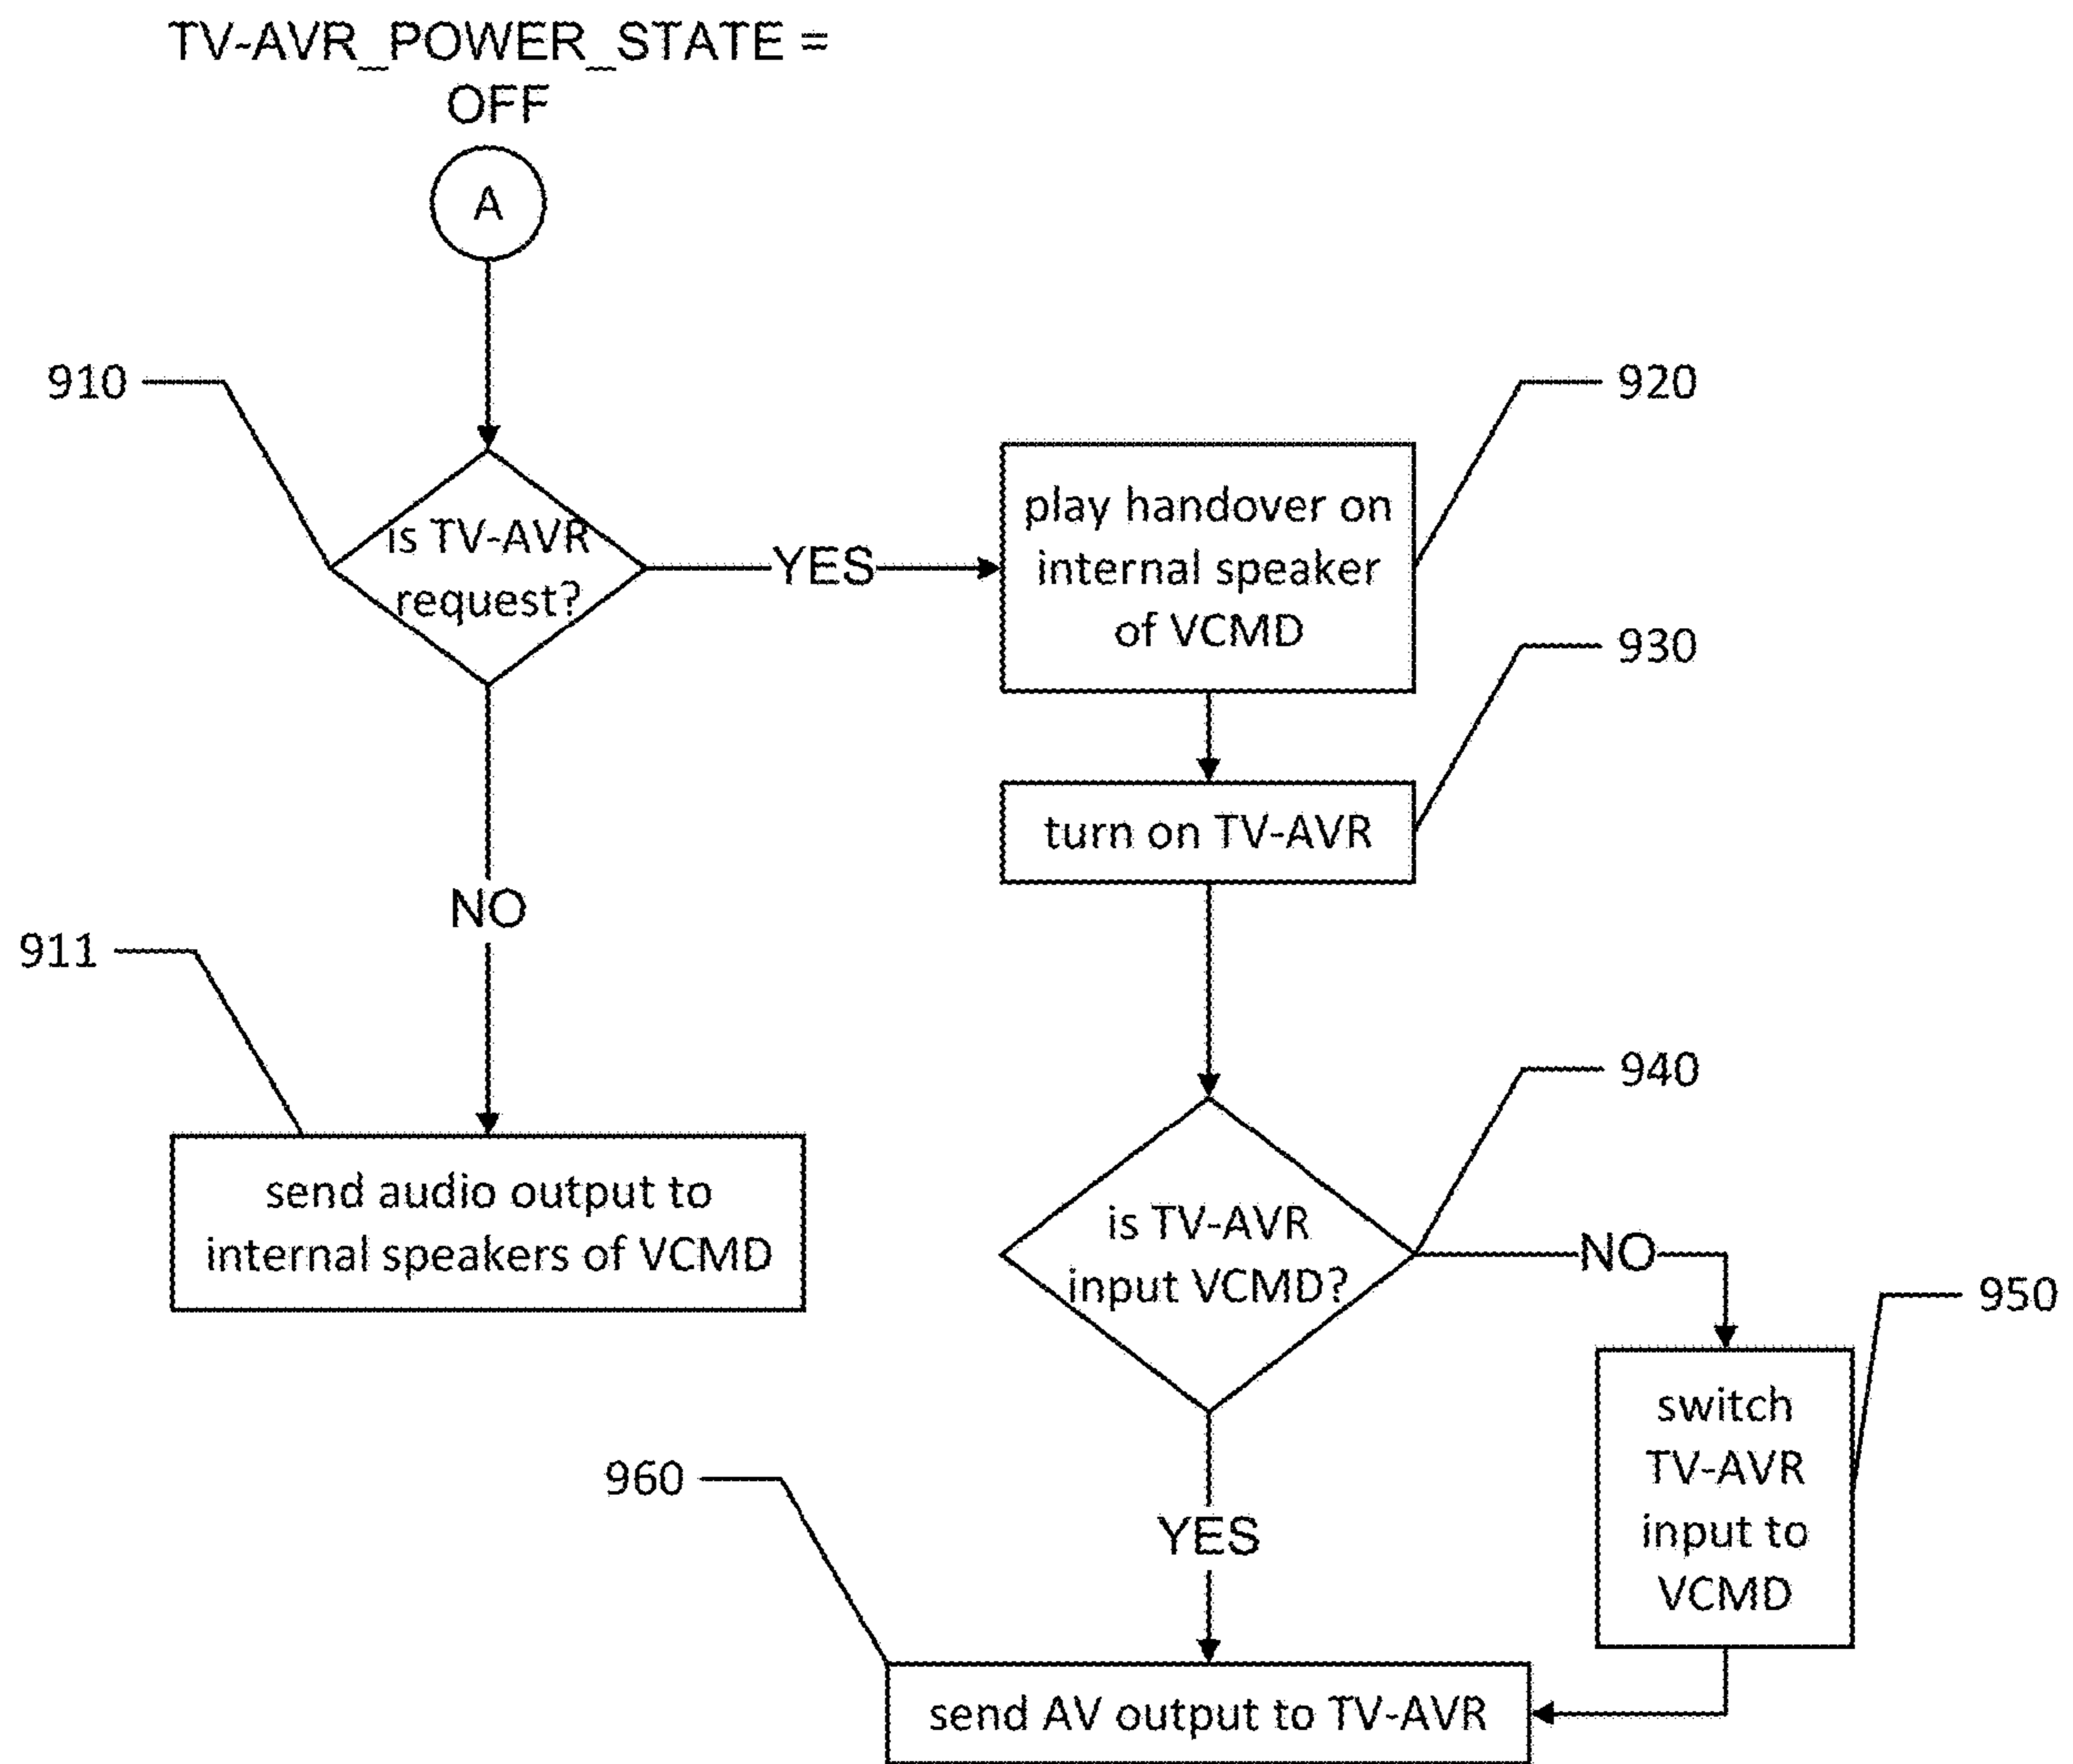 TV-AVR_POWER_STATE =
OFF
A
910
is TV-AVR
request?
YES
920
play handover on
internal speaker
of VCMD
930
turn on TV-AVR
NO
911
send audio output to
internal speakers of VCMD
940
is TV-AVR
input VCMD?
NO
950
switch
TV-AVR
input to
VCMD
YES
960
send AV output to TV-AVR